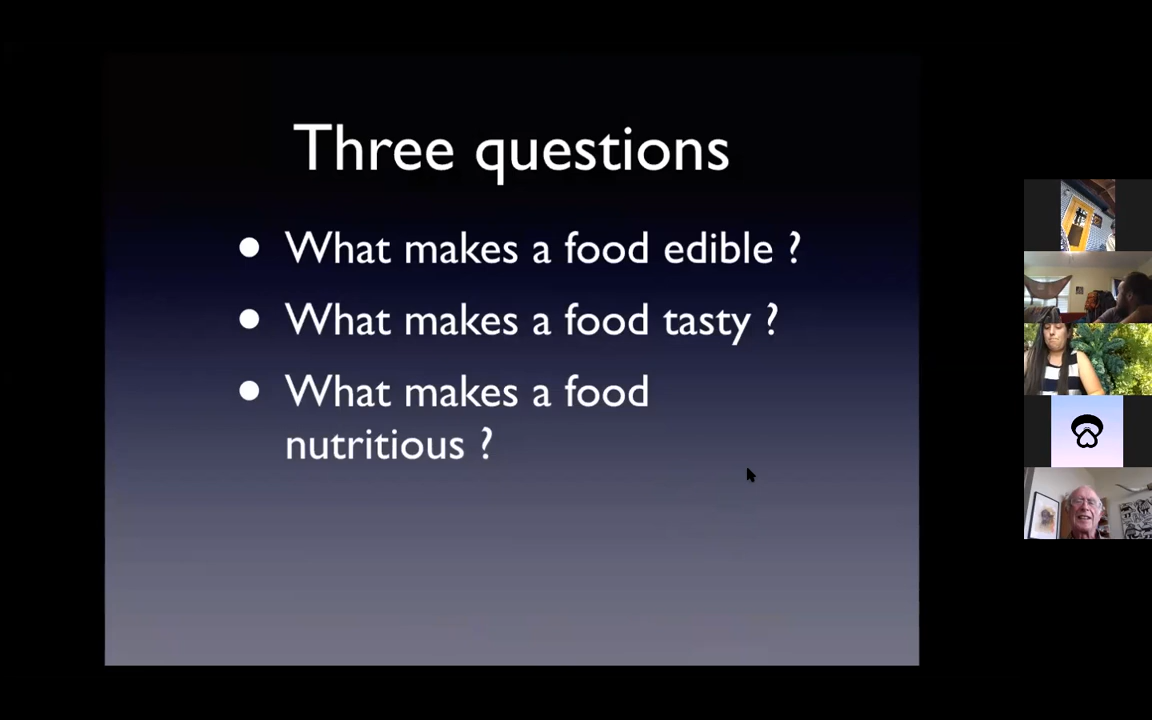 Three questions
• What makes a food edible ?
• What makes a food tasty ?
• What makes a food
nutritious ?